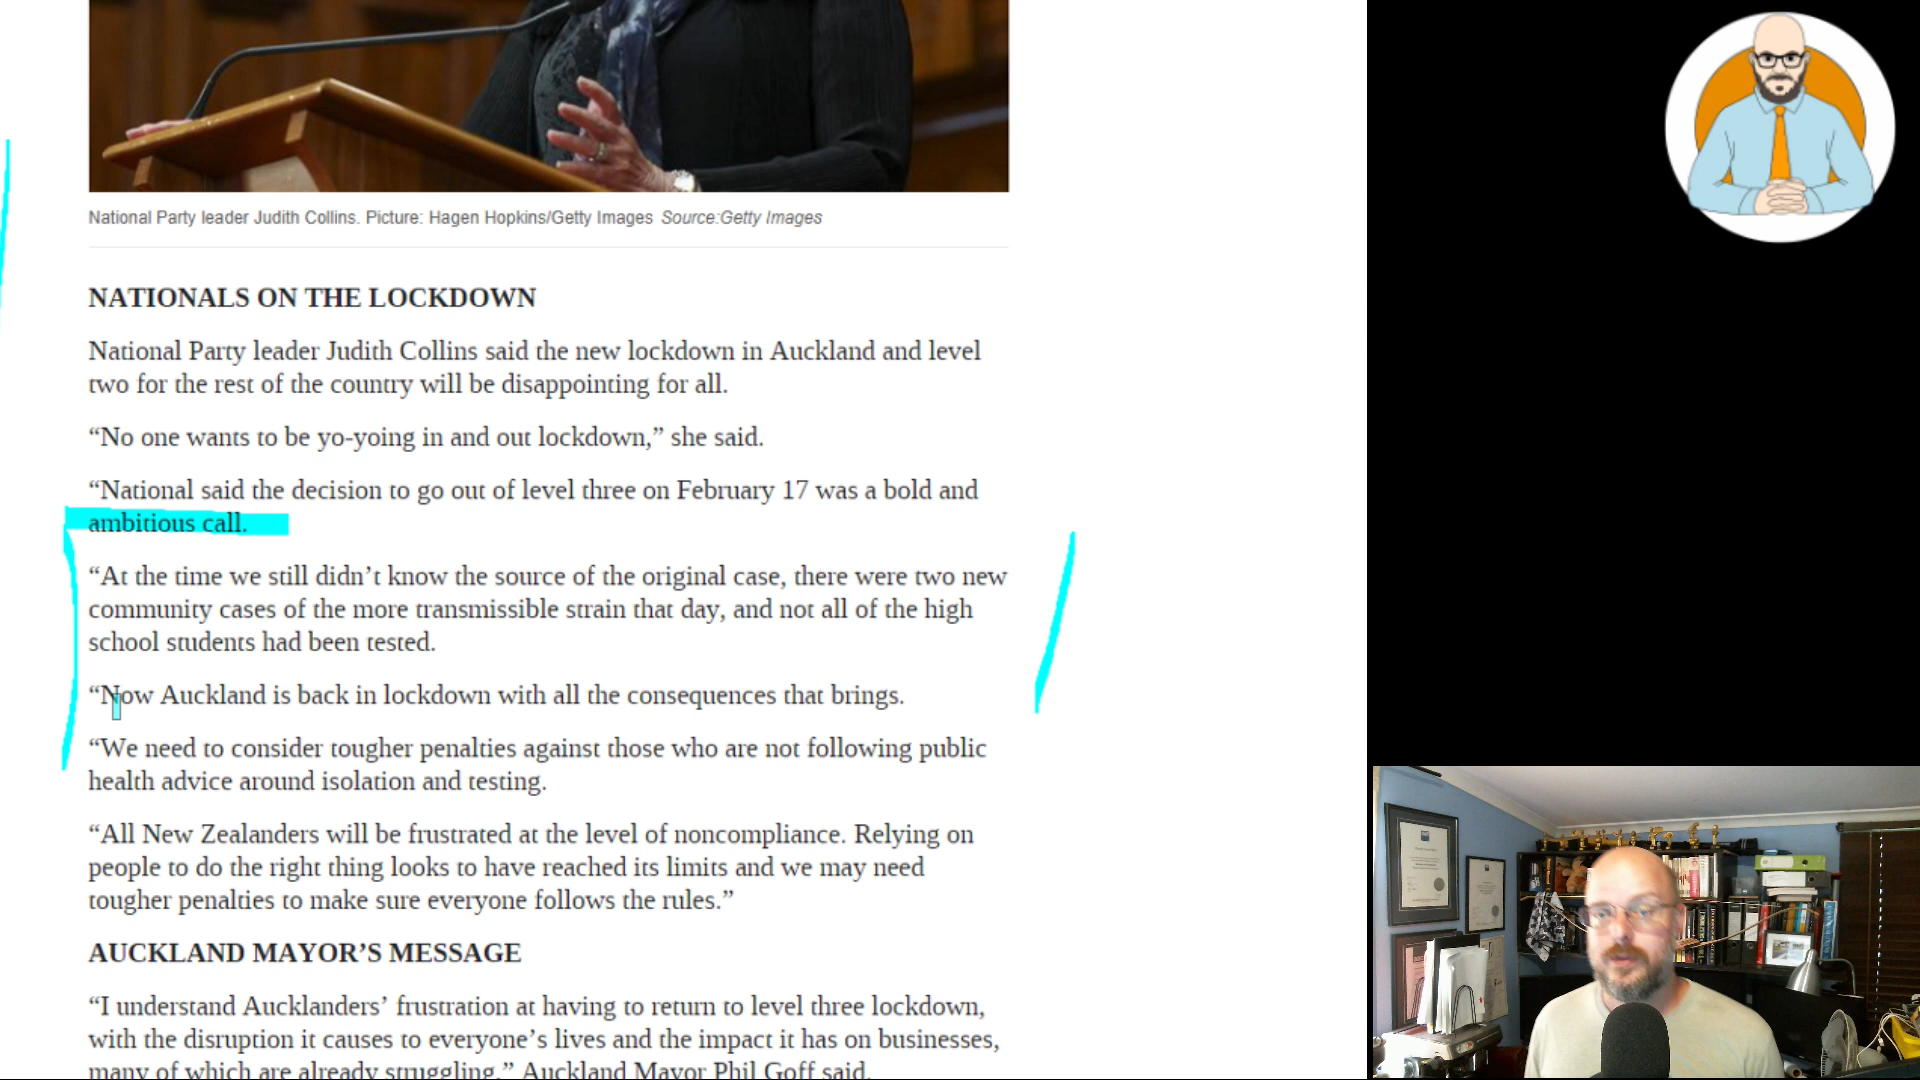 National Party leader Judith Collins. Picture: Hagen Hopkins/Getty Images Source:Getty Images
NATIONALS ON THE LOCKDOWN
National Party leader Judith Collins said the new lockdown in Auckland and level
two for the rest of the country will be disappointing for all.
“No one wants to be yo-yoing in and out lockdown,” she said.
“National said the decision to go out of level three on February 17 was a bold and
ambitious call.
“At the time we still didn’t know the source of the original case, there were two new
community cases of the more transmissible strain that day, and not all of the high
school students had been tested.
“Now Auckland is back in lockdown with all the consequences that brings.
“We need to consider tougher penalties against those who are not following public
health advice around isolation and testing.
“All New Zealanders will be frustrated at the level of noncompliance. Relying on
people to do the right thing looks to have reached its limits and we may need
tougher penalties to make sure everyone follows the rules.”
AUCKLAND MAYOR’S MESSAGE
“I understand Aucklanders’ frustration at having to return to level three lockdown,
with the disruption it causes to everyone’s lives and the impact it has on businesses,
many of which are already struggling,” Auckland Mayor Phil Goff said.